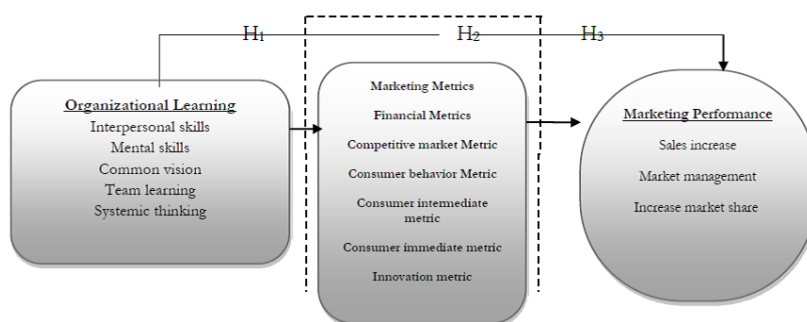 H₁
H₂
H₃
Organizational Learning
Interpersonal skills
Mental skills
Common vision
Team learning
Systemic thinking
Marketing Metrics
Financial Metrics
Competitive market Metric
Consumer behavior Metric
Consumer intermediate
metric
Consumer immediate metric
Innovation metric
Marketing Performance
Sales increase
Market management
Increase market share